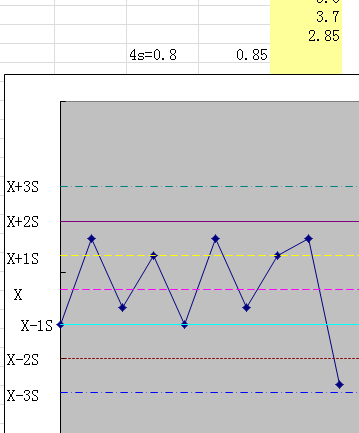 3.7
2.85
4s=0.8 0.85
X+3S
X+2S
X+1S
X
X-1S
X-2S
X-3S